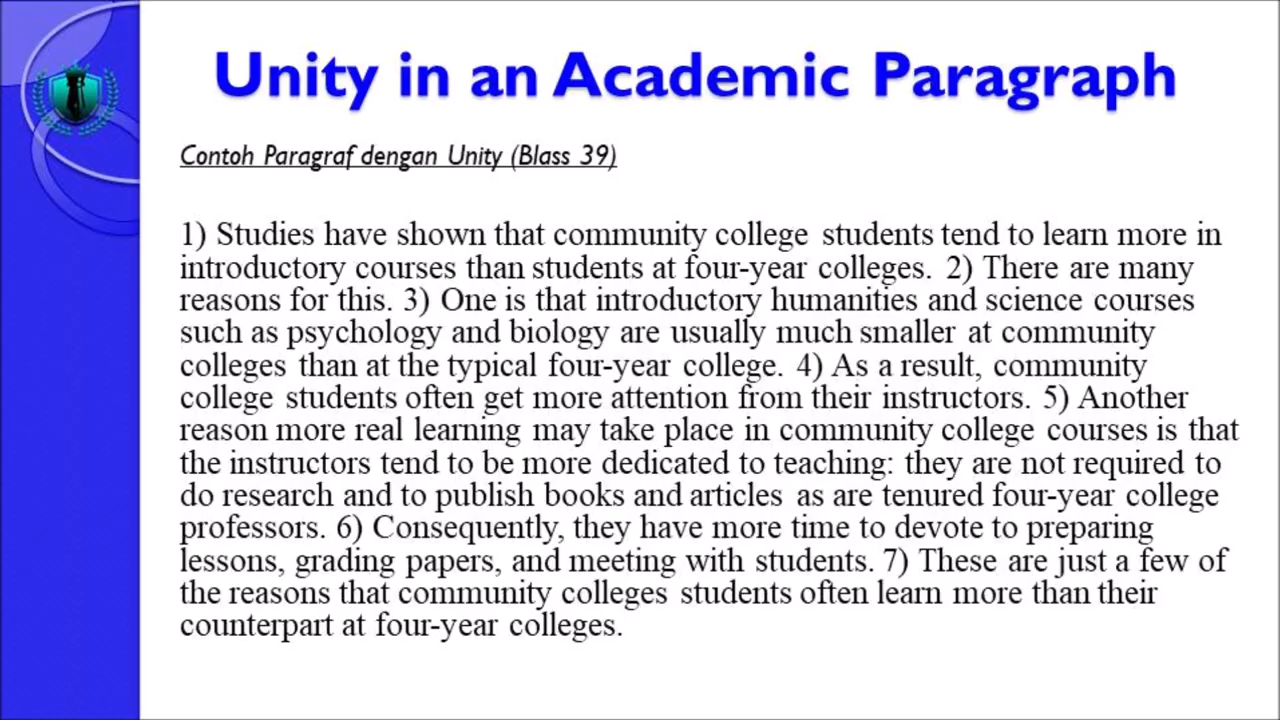 Unity in an Academic Paragraph
Contoh Paragraf dengan Unity (Blass 39)
1) Studies have shown that community college students tend to learn more in
introductory courses than students at four-year colleges. 2) There are many
reasons for this. 3) One is that introductory humanities and science courses
such as psychology and biology are usually much smaller at community
colleges than at the typical four-year college. 4) As a result, community
college students often get more attention from their instructors. 5) Another
reason more real learning may take place in community college courses is that
the instructors tend to be more dedicated to teaching: they are not required to
do research and to publish books and articles as are tenured four-year college
professors. 6) Consequently, they have more time to devote to preparing
lessons, grading papers, and meeting with students. 7) These are just a few of
the reasons that community colleges students often learn more than their
counterpart at four-year colleges.